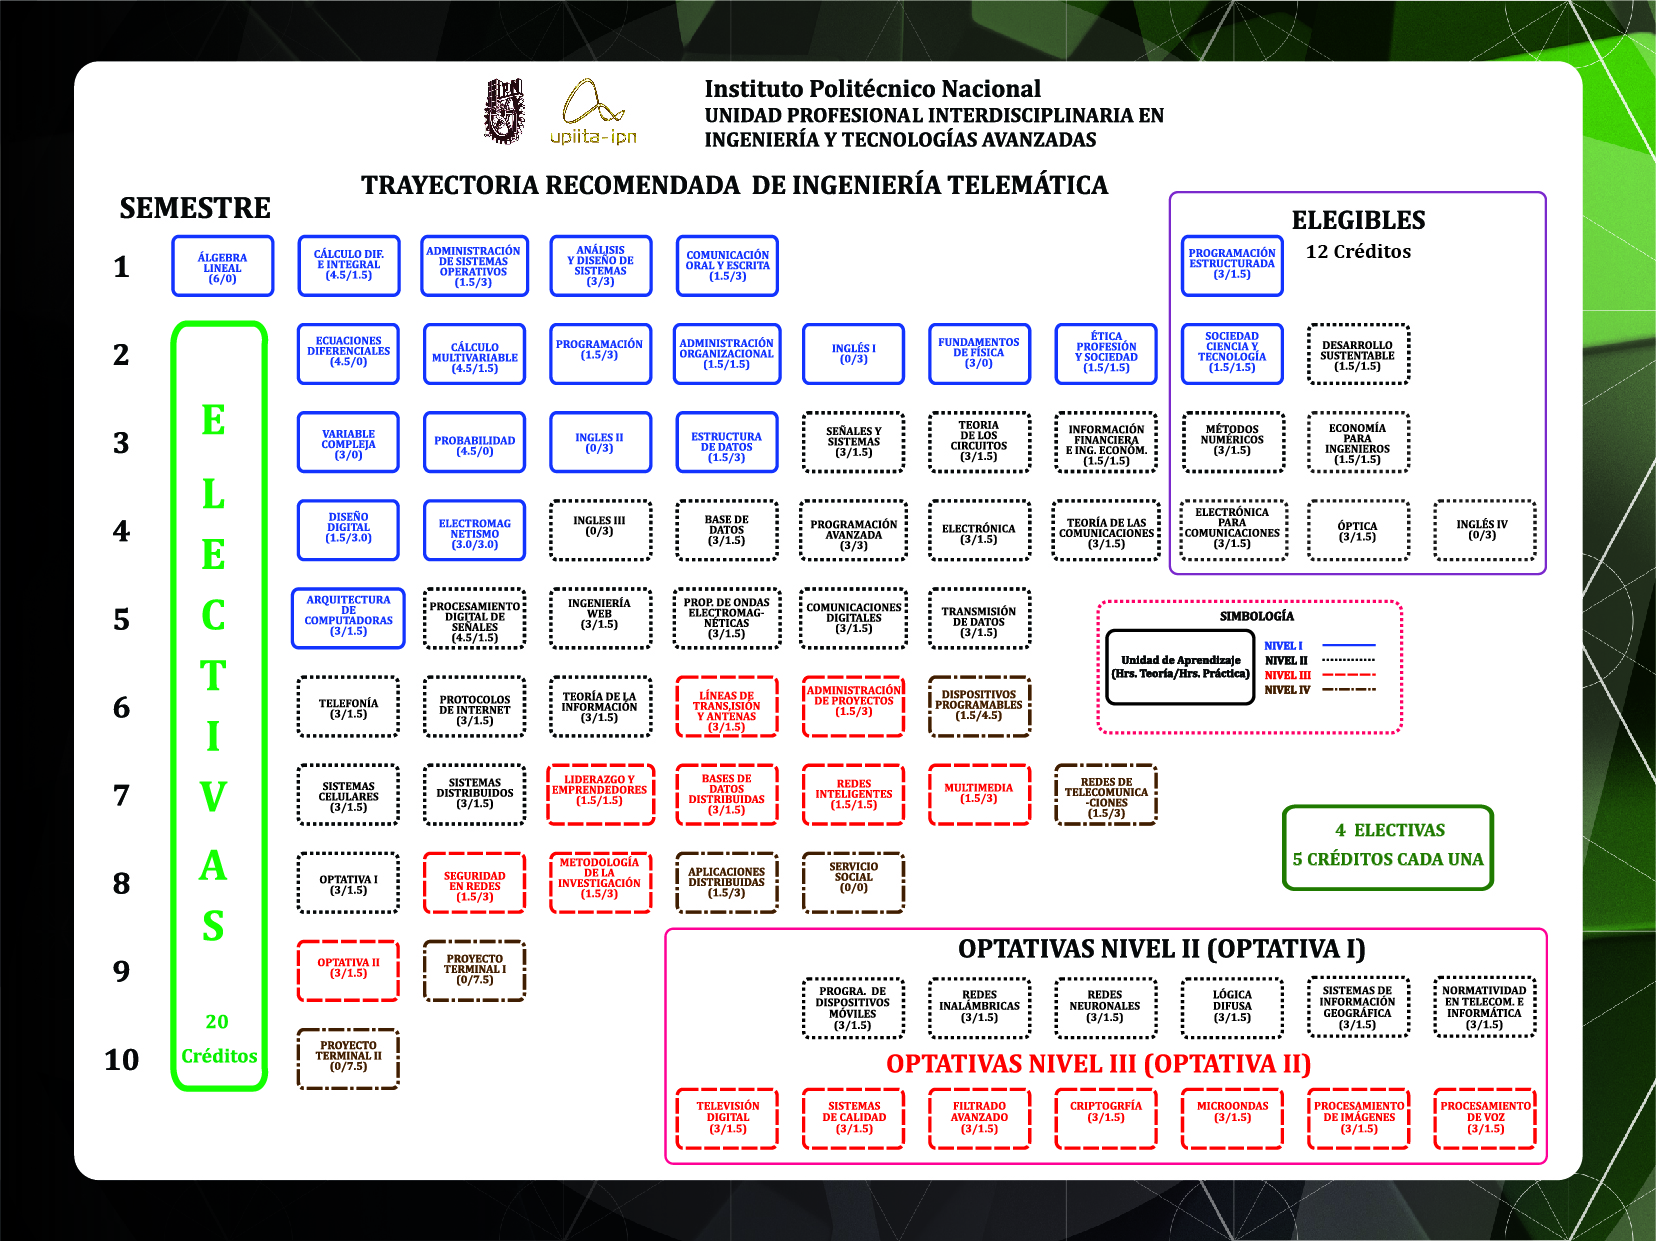 Instituto Politécnico Nacional
UNIDAD PROFESIONAL INTERDISCIPLINARIA EN
INGENIERÍA Y TECNOLOGÍAS AVANZADAS
upiita-ipn
TRAYECTORIA RECOMENDADA DE INGENIERÍA TELEMÁTICA
SEMESTRE
ELEGIBLES
12 Créditos
1
ÁLGEBRA
LINEAL
(6/0)
CÁLCULO DIF.
E INTEGRAL
(4.5/1.5)
ADMINISTRACIÓN
DE SISTEMAS
OPERATIVOS
(1.5/3)
ANÁLISIS
Y DISEÑO DE
SISTEMAS
(3/3)
COMUNICACIÓN
ORAL Y ESCRITA
(1.5/3)
PROGRAMACIÓN
ESTRUCTURADA
(3/1.5)
2
ECUACIONES
DIFERENCIALES
(4.5/0)
CÁLCULO
MULTIVARIABLE
(4.5/1.5)
PROGRAMACIÓN
(1.5/3)
ADMINISTRACIÓN
ORGANIZACIONAL
(1.5/1.5)
INGLÉS I
(0/3)
FUNDAMENTOS
DE FÍSICA
(3/0)
ÉTICA
PROFESIÓN
Y SOCIEDAD
(1.5/1.5)
SOCIEDAD
CIENCIA Y
TECNOLOGÍA
(1.5/1.5)
DESARROLLO
SUSTENTABLE
(1.5/1.5)
3
VARIABLE
COMPLEJA
(3/0)
PROBABILIDAD
(4.5/0)
INGLES II
(0/3)
ESTRUCTURA
DE DATOS
(1.5/3)
SEÑALES Y
SISTEMAS
(3/1.5)
TEORIA
DE LOS
CIRCUITOS
(3/1.5)
INFORMACIÓN
FINANCIERA
E ING. ECONÓM.
(1.5/1.5)
MÉTODOS
NUMÉRICOS
(3/1.5)
ECONOMÍA
PARA
INGENIEROS
(1.5/1.5)
4
DISEÑO
DIGITAL
(1.5/3.0)
ELECTROMAG
NETISMO
(3.0/3.0)
INGLES III
(0/3)
BASE DE
DATOS
(3/1.5)
PROGRAMACIÓN
AVANZADA
(3/3)
ELECTRÓNICA
(3/1.5)
TEORÍA DE LAS
COMUNICACIONES
(3/1.5)
ELECTRÓNICA
PARA
COMUNICACIONES
(3/1.5)
ÓPTICA
(3/1.5)
INGLÉS IV
(0/3)
5
ARQUITECTURA
DE
COMPUTADORAS
(3/1.5)
PROCESAMIENTO
DIGITAL DE
SEÑALES
(4.5/1.5)
INGENIERÍA
WEB
(3/1.5)
PROP. DE ONDAS
ELECTROMAG-
NÉTICAS
(3/1.5)
COMUNICACIONES
DIGITALES
(3/1.5)
TRANSMISIÓN
DE DATOS
(3/1.5)
SIMBOLOGÍA
Unidad de Aprendizaje
(Hrs. Teoría/Hrs. Práctica)
NIVEL I
NIVEL II
NIVEL III
NIVEL IV
6
TELEFONÍA
(3/1.5)
PROTOCOLOS
DE INTERNET
(3/1.5)
TEORÍA DE LA
INFORMACIÓN
(3/1.5)
LÍNEAS DE
TRANS,ISIÓN
Y ANTENAS
(3/1.5)
ADMINISTRACIÓN
DE PROYECTOS
(1.5/3)
DISPOSITIVOS
PROGRAMABLES
(1.5/4.5)
7
SISTEMAS
CELULARES
(3/1.5)
SISTEMAS
DISTRIBUIDOS
(3/1.5)
LIDERAZGO Y
EMPRENDEDORES
(1.5/1.5)
BASES DE
DATOS
DISTRIBUIDAS
(3/1.5)
REDES
INTELIGENTES
(1.5/1.5)
MULTIMEDIA
(1.5/3)
REDES DE
TELECOMUNICA
-CIONES
(1.5/3)
4 ELECTIVAS
5 CRÉDITOS CADA UNA
8
OPTATIVA I
(3/1.5)
SEGURIDAD
EN REDES
(1.5/3)
METODOLOGÍA
DE LA
INVESTIGACIÓN
(1.5/3)
APLICACIONES
DISTRIBUIDAS
(1.5/3)
SERVICIO
SOCIAL
(0/0)
9
OPTATIVA II
(3/1.5)
PROYECTO
TERMINAL I
(0/7.5)
10
PROYECTO
TERMINAL II
(0/7.5)
E
L
E
C
T
I
V
A
S
20
Créditos
OPTATIVAS NIVEL II (OPTATIVA I)
PROGRA. DE
DISPOSITIVOS
MÓVILES
(3/1.5)
REDES
INALÁMBRICAS
(3/1.5)
REDES
NEURONALES
(3/1.5)
LÓGICA
DIFUSA
(3/1.5)
SISTEMAS DE
INFORMACIÓN
GEOGRÁFICA
(3/1.5)
NORMATIVIDAD
EN TELECOM. E
INFORMÁTICA
(3/1.5)
OPTATIVAS NIVEL III (OPTATIVA II)
TELEVISIÓN
DIGITAL
(3/1.5)
SISTEMAS
DE CALIDAD
(3/1.5)
FILTRADO
AVANZADO
(3/1.5)
CRIPTOGRFÍA
(3/1.5)
MICROONDAS
(3/1.5)
PROCESAMIENTO
DE IMÁGENES
(3/1.5)
PROCESAMIENTO
DE VOZ
(3/1.5)